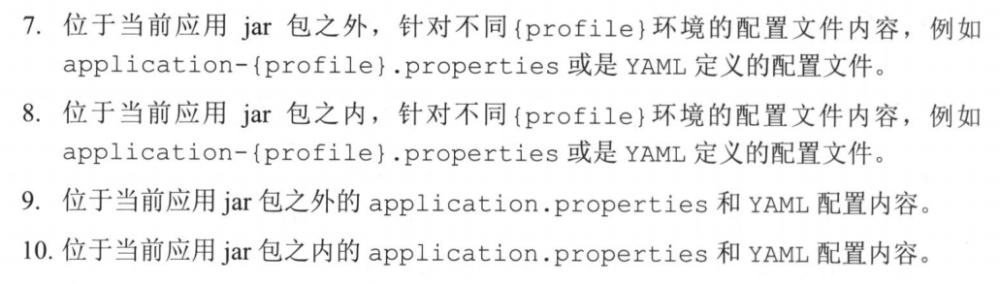 7. 位于当前应用 jar 包之外，针对不同{profile}环境的配置文件内容，例如
application-{profile}.properties 或是 YAML 定义的配置文件。
8. 位于当前应用 jar 包之内，针对不同{profile}环境的配置文件内容，例如
application-{profile}.properties 或是 YAML 定义的配置文件。
9. 位于当前应用 jar 包之外的 application.properties 和 YAML 配置内容。
10. 位于当前应用 jar 包之内的 application.properties 和 YAML 配置内容。